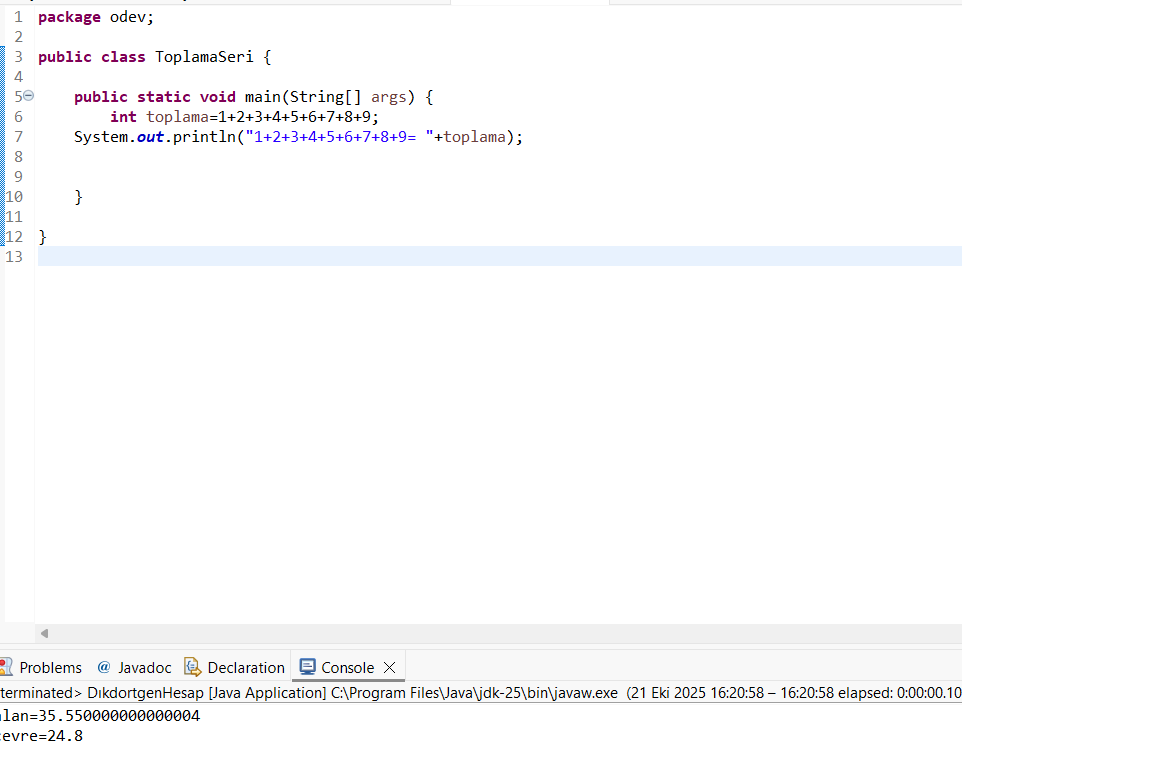 1 package odev;
2
3 public class ToplamaSeri {
4
5 public static void main(String[] args) {
6 int toplama=1+2+3+4+5+6+7+8+9;
7 System.out.println("1+2+3+4+5+6+7+8+9= "+toplama);
8
9
10 }
11
12 }
13
Problems @ Javadoc Declaration Console
terminated> DıkdortgenHesap [Java Application] C:\Program Files\Java\jdk-25\bin\javaw.exe (21 Eki 2025 16:20:58 – 16:20:58 elapsed: 0:00:00.10
lan=35.550000000000004
evre=24.8